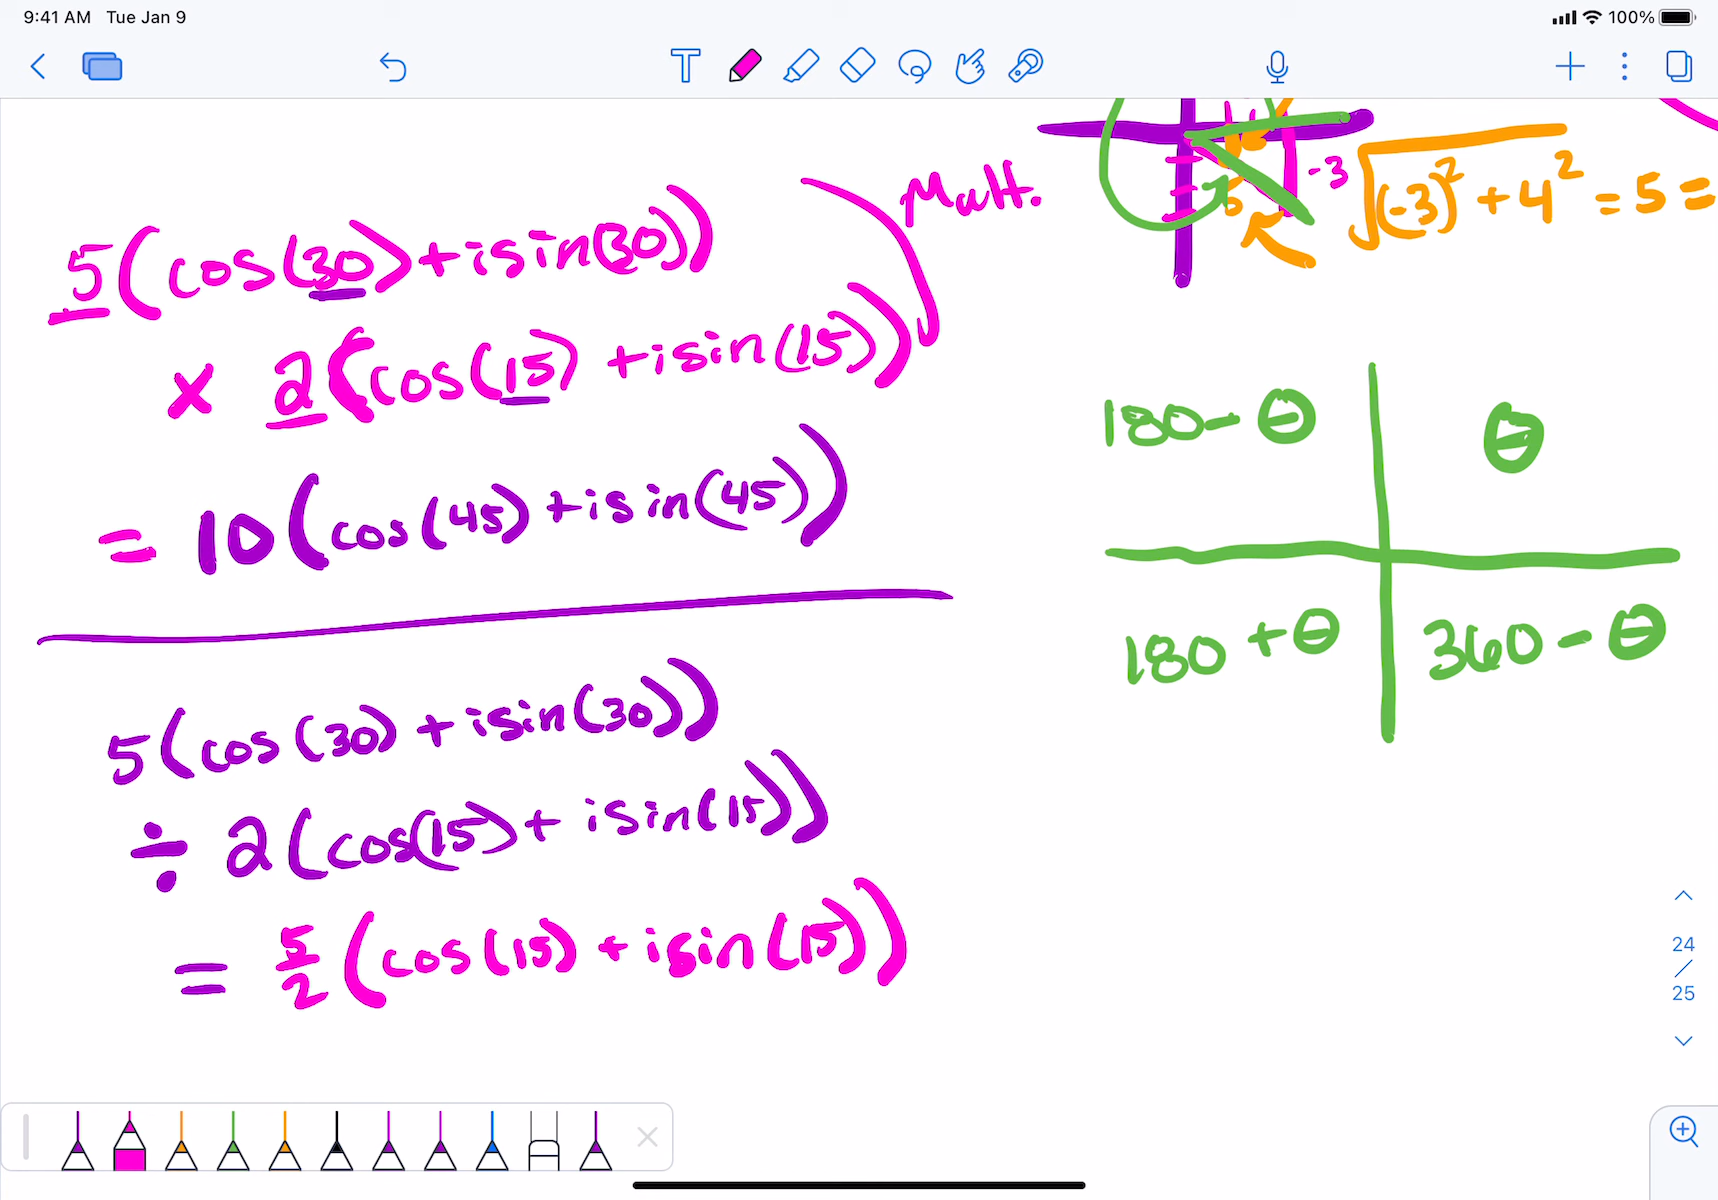 9:41 AM Tue Jan 9
100%
Mult.
5(cos(30)+isin(30))
× 2(cos(15)+isin(15))
= 10(cos(45)+isin(45))
5(cos(30)+isin(30))
÷ 2(cos(15)+isin(15))
= 5/2(cos(15)+isin(15))
-3
√(-3)²+4² = 5 =
180-θ
θ
180+θ
360-θ
24
/
25